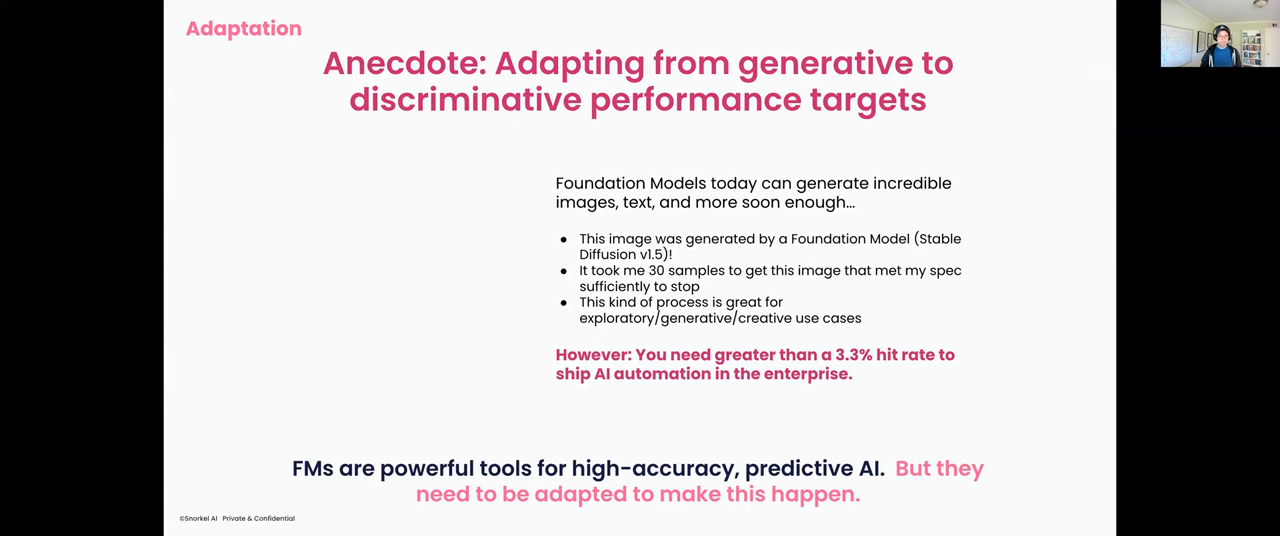 Adaptation
Anecdote: Adapting from generative to
discriminative performance targets
Foundation Models today can generate incredible
images, text, and more soon enough...
● This image was generated by a Foundation Model (Stable
Diffusion v1.5)!
● It took me 30 samples to get this image that met my spec
sufficiently to stop
● This kind of process is great for
exploratory/generative/creative use cases
However: You need greater than a 3.3% hit rate to
ship AI automation in the enterprise.
FMs are powerful tools for high-accuracy, predictive AI. But they
need to be adapted to make this happen.
©Snorkel AI Private & Confidential